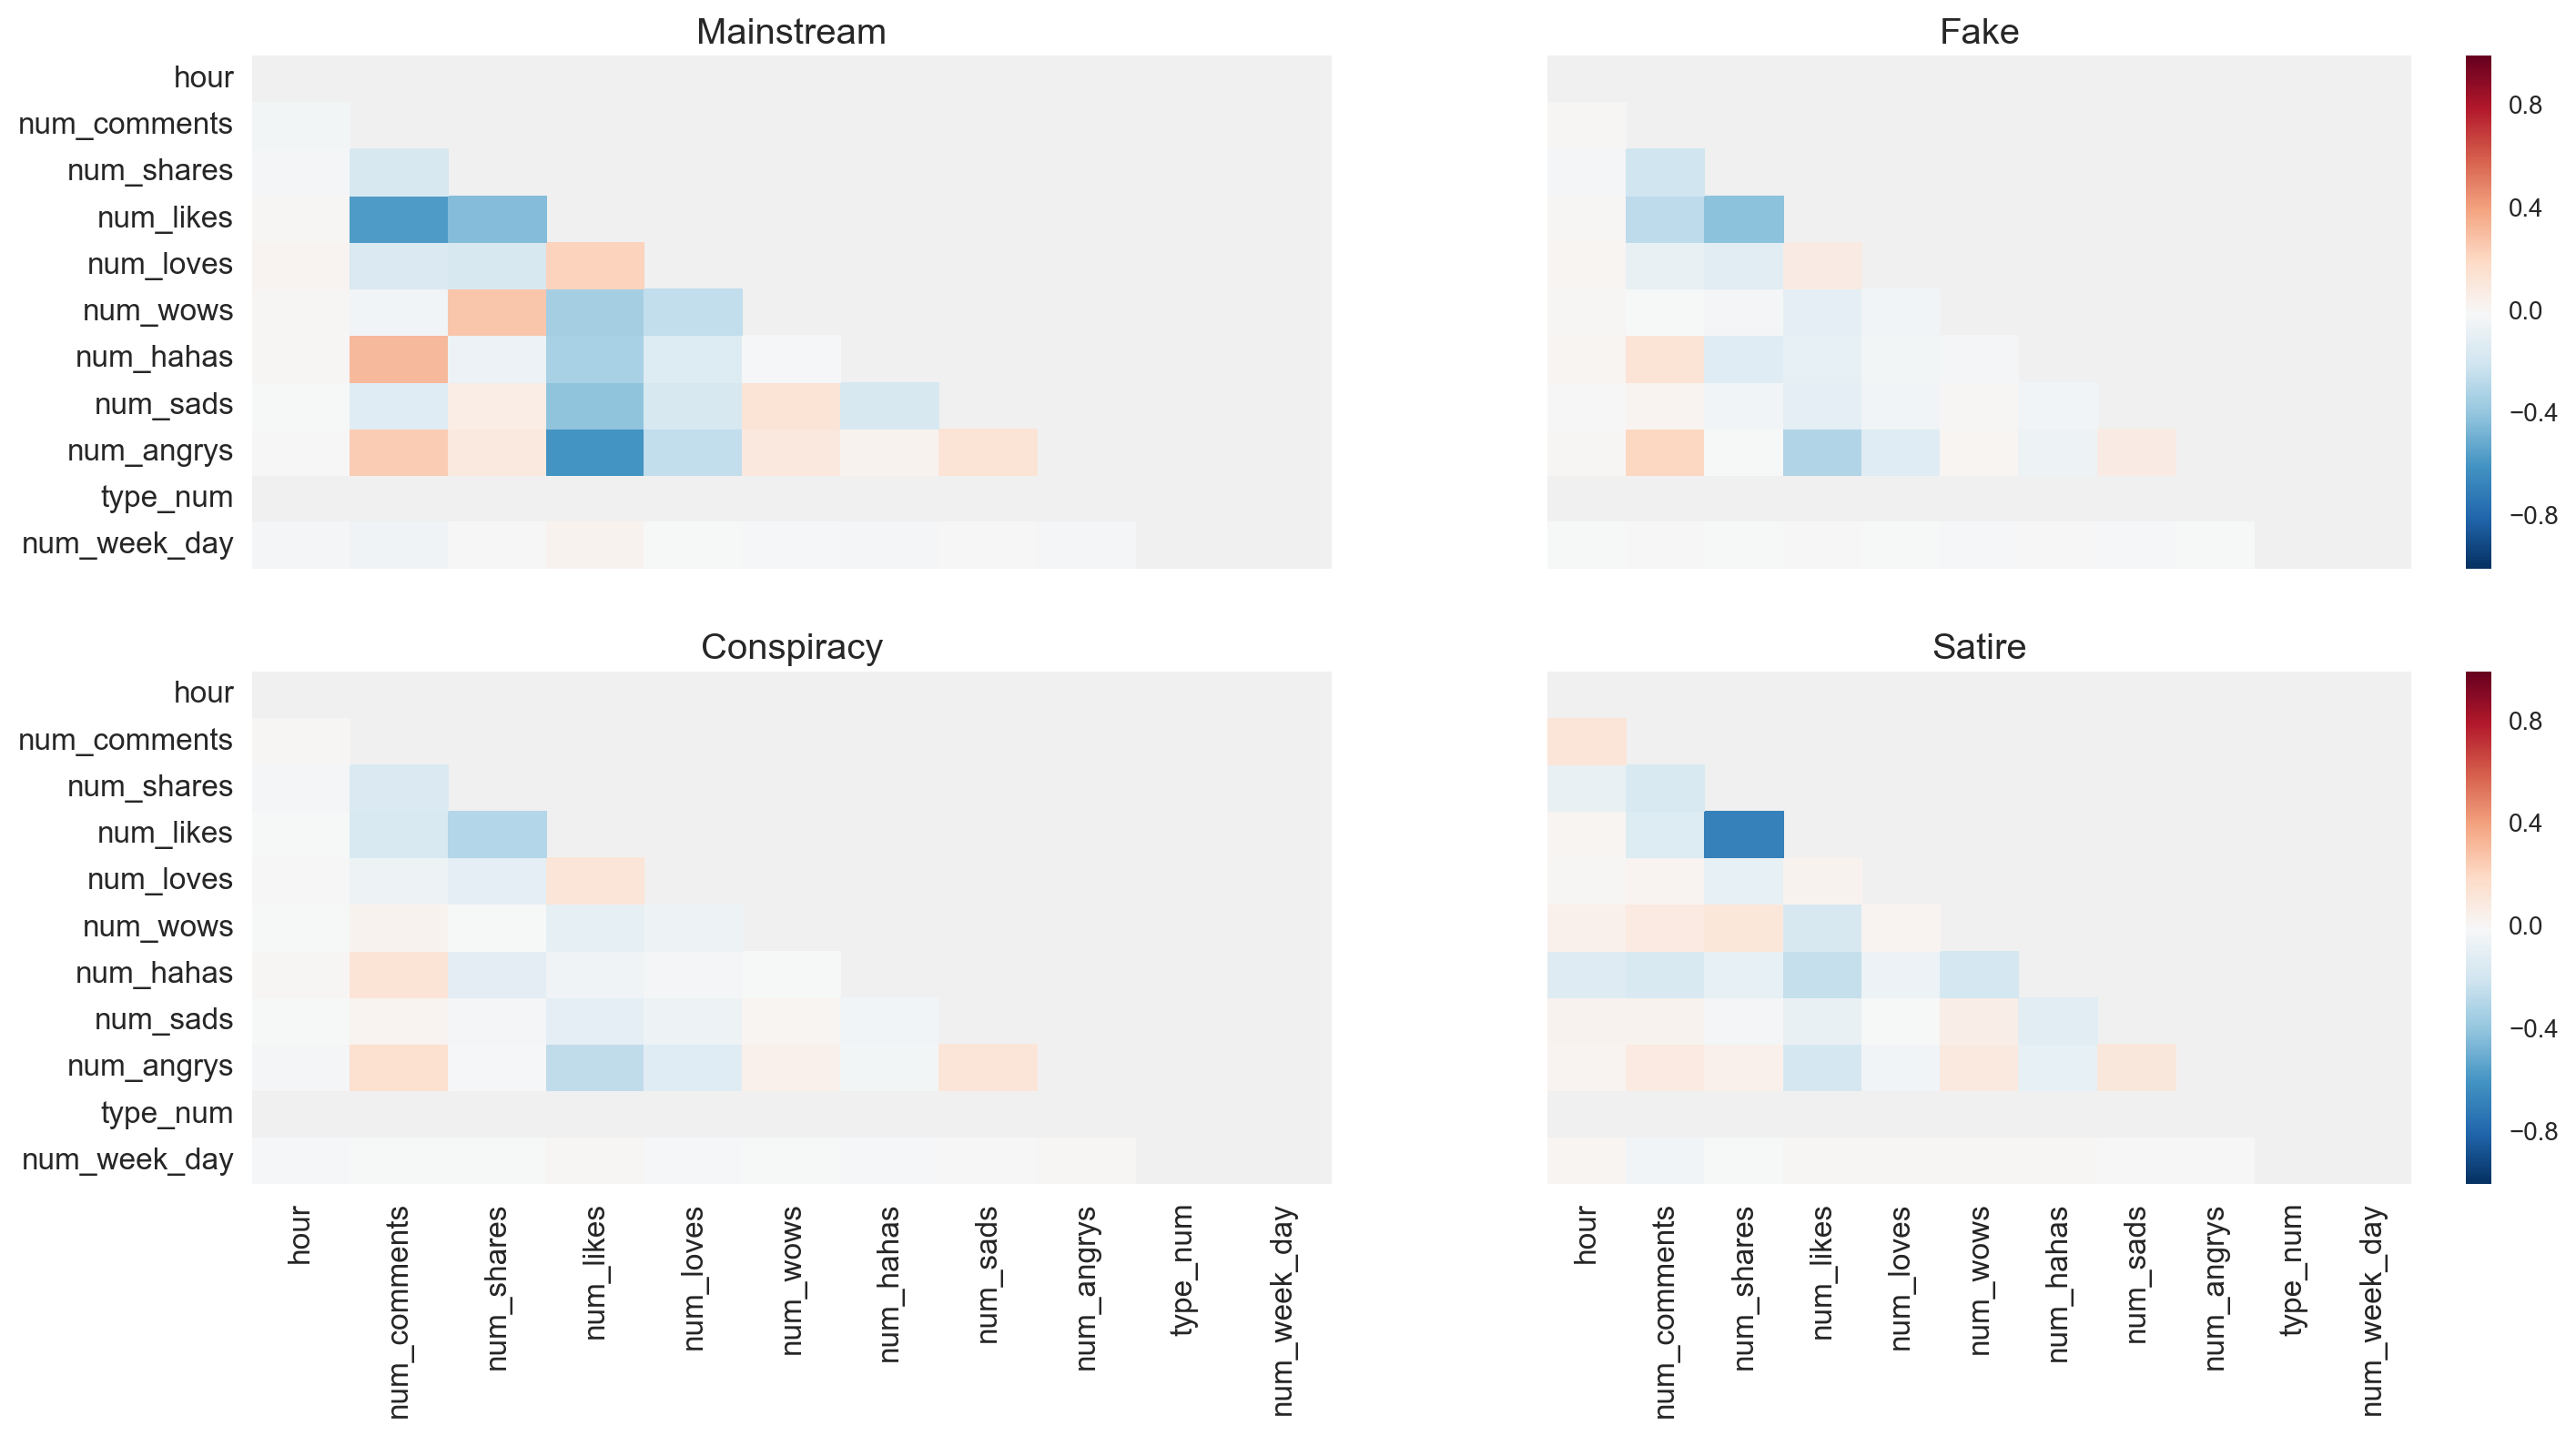 Mainstream
hour
num_comments
num_shares
num_likes
num_loves
num_wows
num_hahas
num_sads
num_angrys
type_num
num_week_day
Fake
0.8
0.4
0.0
−0.4
−0.8
Conspiracy
hour
num_comments
num_shares
num_likes
num_loves
num_wows
num_hahas
num_sads
num_angrys
type_num
num_week_day
hour
num_comments
num_shares
num_likes
num_loves
num_wows
num_hahas
num_sads
num_angrys
type_num
num_week_day
Satire
hour
num_comments
num_shares
num_likes
num_loves
num_wows
num_hahas
num_sads
num_angrys
type_num
num_week_day
0.8
0.4
0.0
−0.4
−0.8